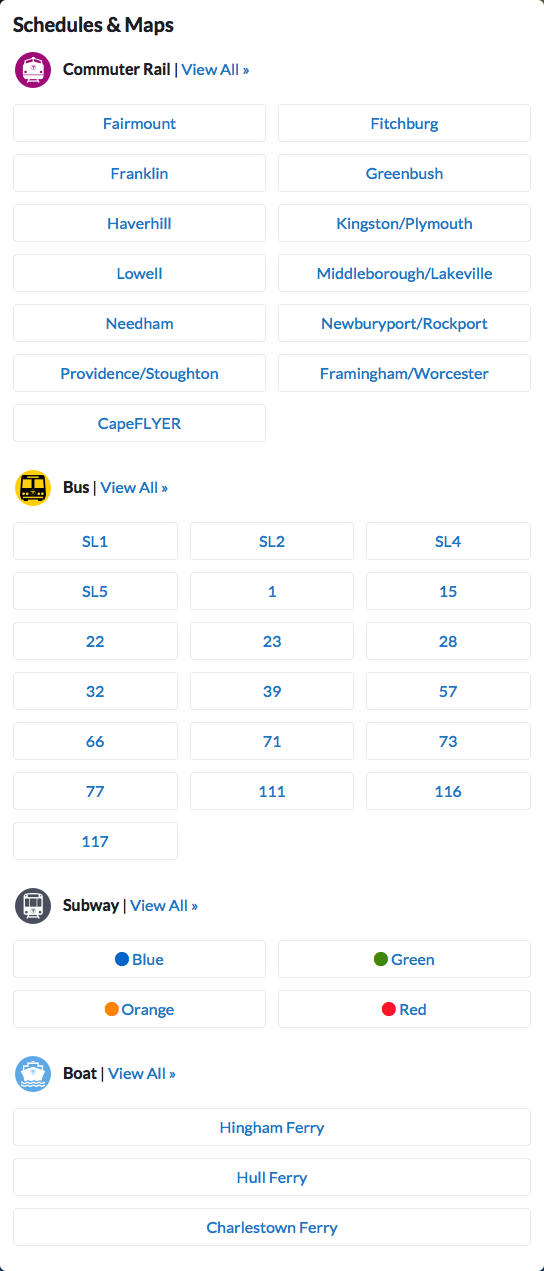 Schedules & Maps
Commuter Rail | View All »
Fairmount Fitchburg
Franklin Greenbush
Haverhill Kingston/Plymouth
Lowell Middleborough/Lakeville
Needham Newburyport/Rockport
Providence/Stoughton Framingham/Worcester
CapeFLYER
Bus | View All »
SL1 SL2 SL4
SL5 1 15
22 23 28
32 39 57
66 71 73
77 111 116
117
Subway | View All »
Blue Green
Orange Red
Boat | View All »
Hingham Ferry
Hull Ferry
Charlestown Ferry